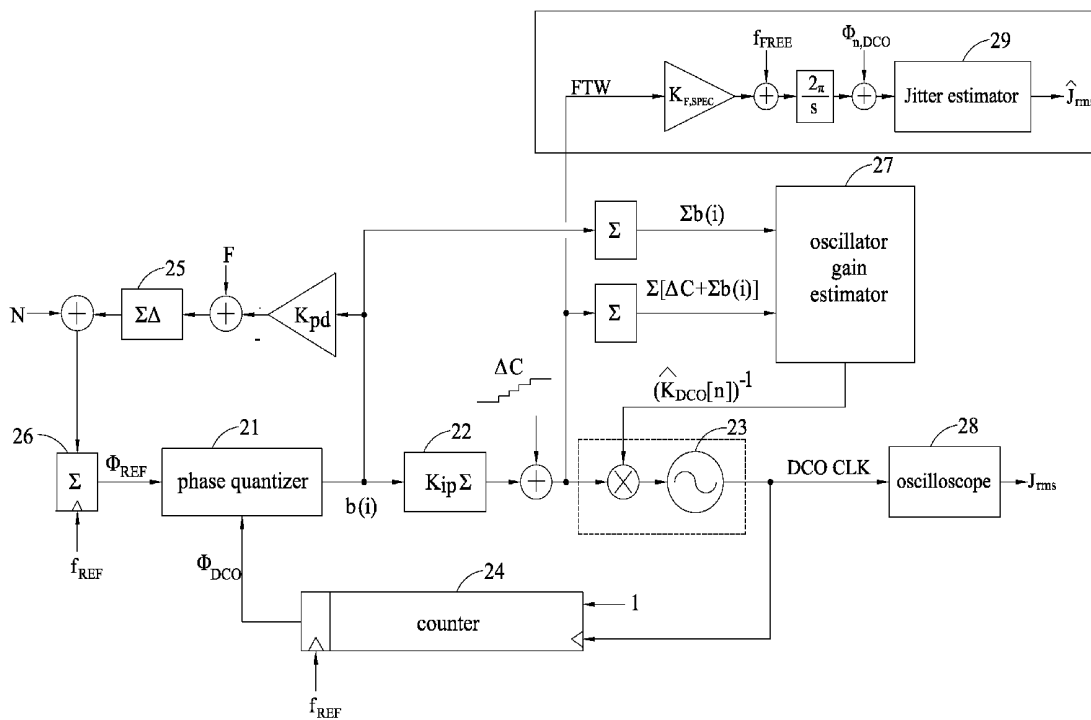 f_FREE
Φ_n,DCO
29
FTW
K_F,SPEC
2π/s
Jitter estimator
Ĵ_rms
27
Σ
Σb(i)
oscillator
gain
estimator
Σ
Σ[ΔC+Σb(i)]
N
25
ΣΔ
F
-
K_pd
ΔC
(K̂_DCO[n])^-1
26
Σ
Φ_REF
21
phase quantizer
b(i)
22
K_ip Σ
23
DCO CLK
28
oscilloscope
J_rms
f_REF
Φ_DCO
24
counter
1
f_REF